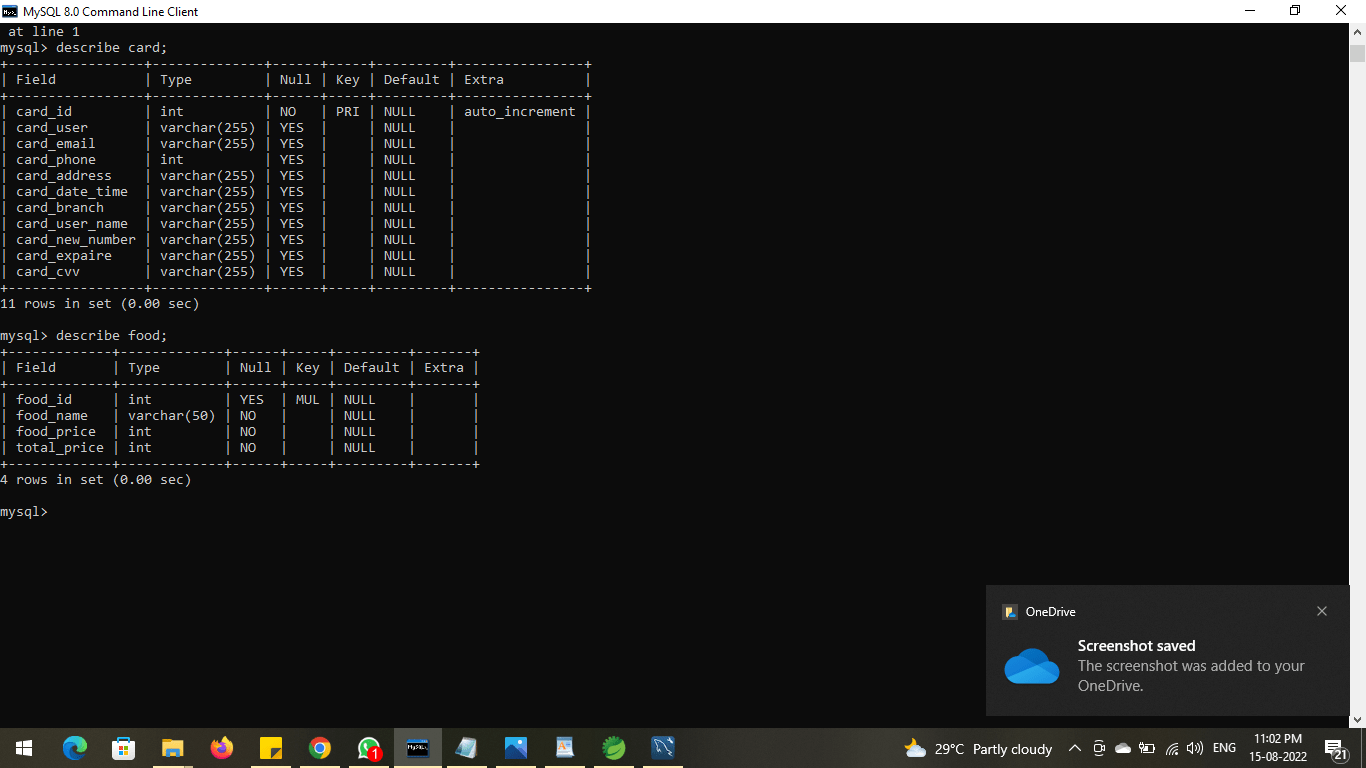 MySQL 8.0 Command Line Client
at line 1
mysql> describe card;
+-----------------+--------------+------+-----+---------+----------------+
| Field           | Type         | Null | Key | Default | Extra          |
+-----------------+--------------+------+-----+---------+----------------+
| card_id         | int          | NO   | PRI | NULL    | auto_increment |
| card_user       | varchar(255) | YES  |     | NULL    |                |
| card_email      | varchar(255) | YES  |     | NULL    |                |
| card_phone      | int          | YES  |     | NULL    |                |
| card_address    | varchar(255) | YES  |     | NULL    |                |
| card_date_time  | varchar(255) | YES  |     | NULL    |                |
| card_branch     | varchar(255) | YES  |     | NULL    |                |
| card_user_name  | varchar(255) | YES  |     | NULL    |                |
| card_new_number | varchar(255) | YES  |     | NULL    |                |
| card_expaire    | varchar(255) | YES  |     | NULL    |                |
| card_cvv        | varchar(255) | YES  |     | NULL    |                |
+-----------------+--------------+------+-----+---------+----------------+
11 rows in set (0.00 sec)
mysql> describe food;
+-------------+-------------+------+-----+---------+-------+
| Field       | Type        | Null | Key | Default | Extra |
+-------------+-------------+------+-----+---------+-------+
| food_id     | int         | YES  | MUL | NULL    |       |
| food_name   | varchar(50) | NO   |     | NULL    |       |
| food_price  | int         | NO   |     | NULL    |       |
| total_price | int         | NO   |     | NULL    |       |
+-------------+-------------+------+-----+---------+-------+
4 rows in set (0.00 sec)
mysql>
OneDrive
Screenshot saved
The screenshot was added to your
OneDrive.
1
29°C Partly cloudy
ENG
11:02 PM
15-08-2022
21